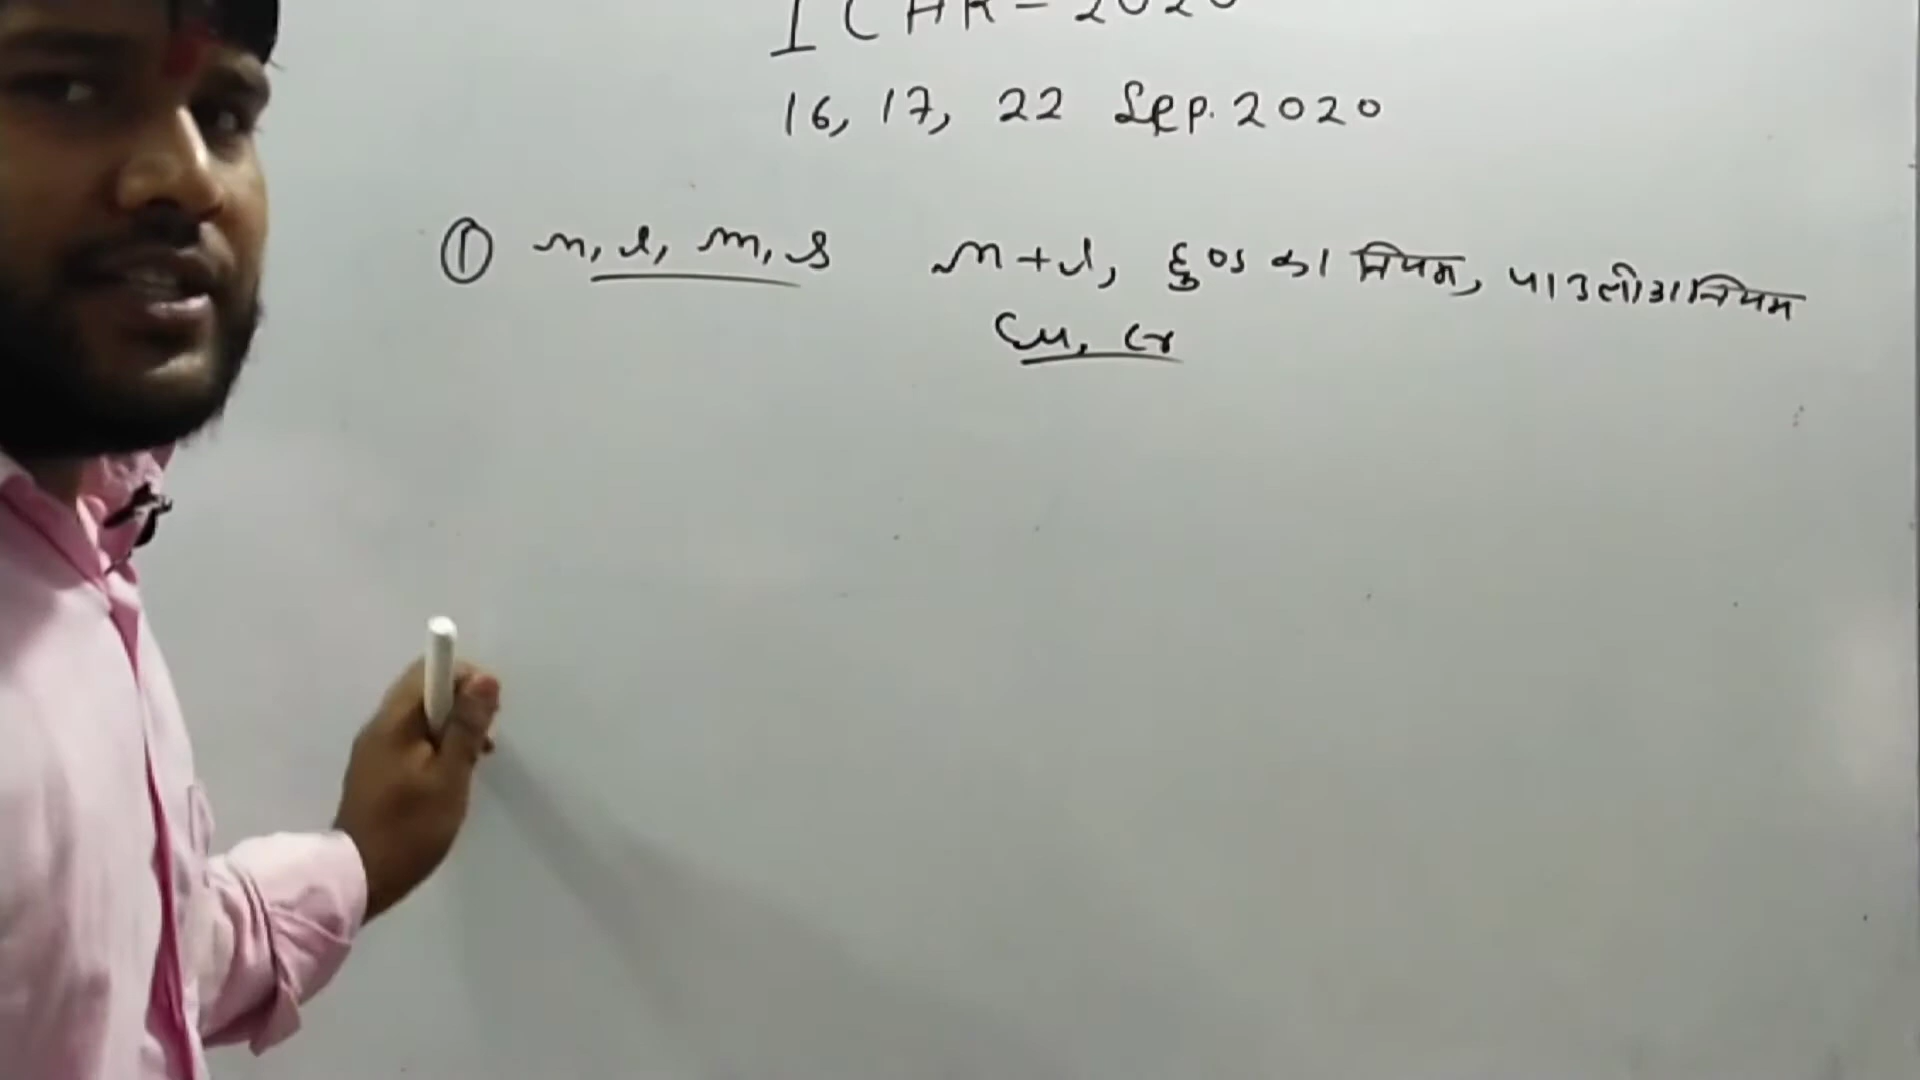 ICAR - 2020
16, 17, 22 Sep. 2020
① n, l, m, s n + l, हुण्ड का नियम, पाउली का नियम
Cu, Cr